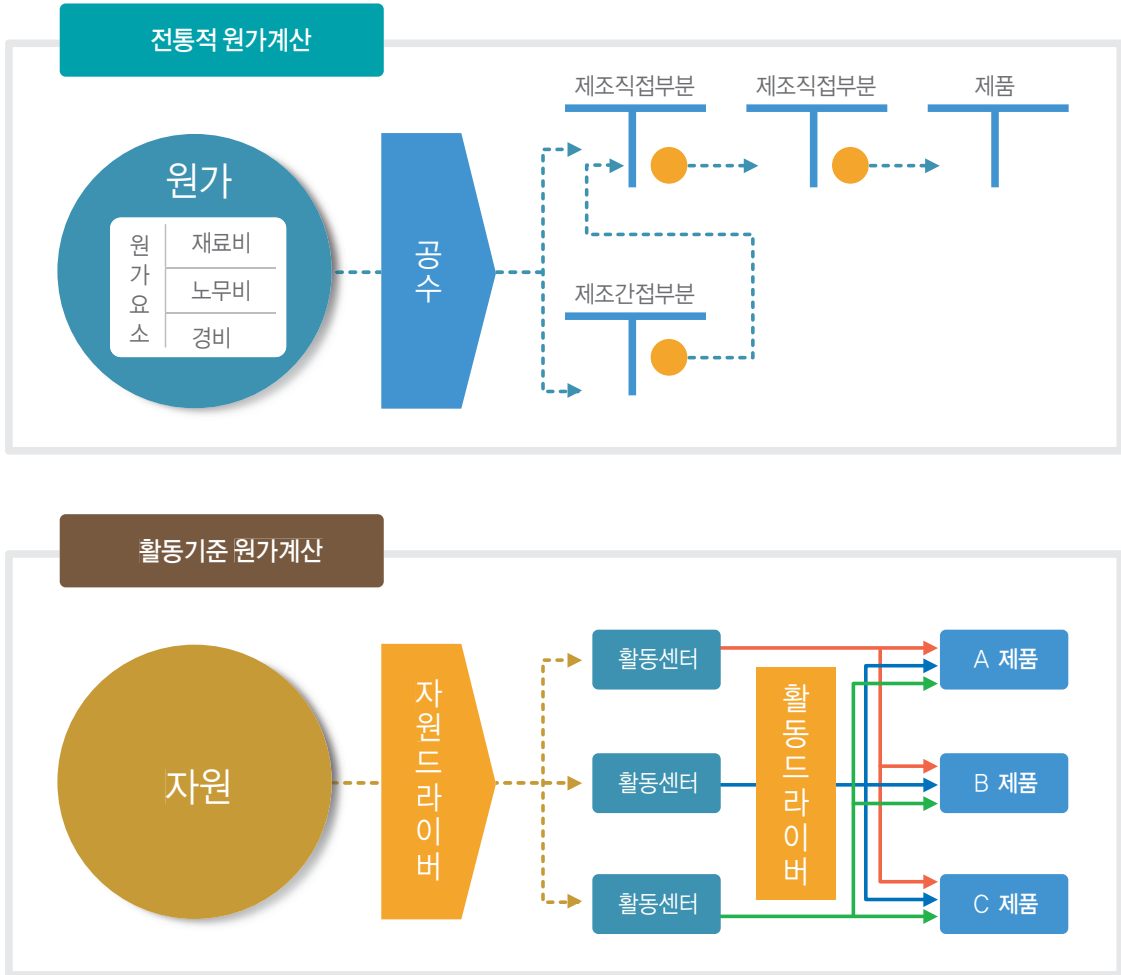 전통적 원가계산
제조직접부분
제조직접부분
제품
원가
원가요소
재료비
노무비
경비
공수
제조간접부분
활동기준 원가계산
자원
자원드라이버
활동센터
활동센터
활동센터
활동드라이버
A 제품
B 제품
C 제품